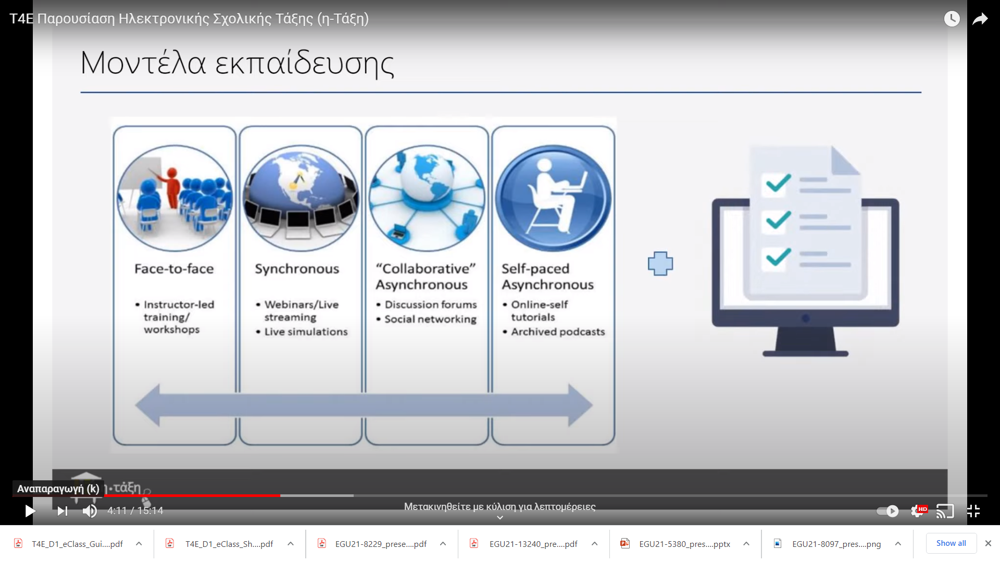 T4E Παρουσίαση Ηλεκτρονικής Σχολικής Τάξης (η-Τάξη)
Μοντέλα εκπαίδευσης
Face-to-face
• Instructor-led
training/
workshops
Synchronous
• Webinars/Live
streaming
• Live simulations
“Collaborative”
Asynchronous
• Discussion forums
• Social networking
Self-paced
Asynchronous
• Online-self
tutorials
• Archived podcasts
η•τάξη
Αναπαραγωγή (k)
4:11 / 15:14
Μετακινηθείτε με κύλιση για λεπτομέρειες
HD
T4E_D1_eClass_Gui....pdf
T4E_D1_eClass_Sh....pdf
EGU21-8229_prese....pdf
EGU21-13240_pre....pdf
EGU21-5380_pres....pptx
EGU21-8097_pres....png
Show all